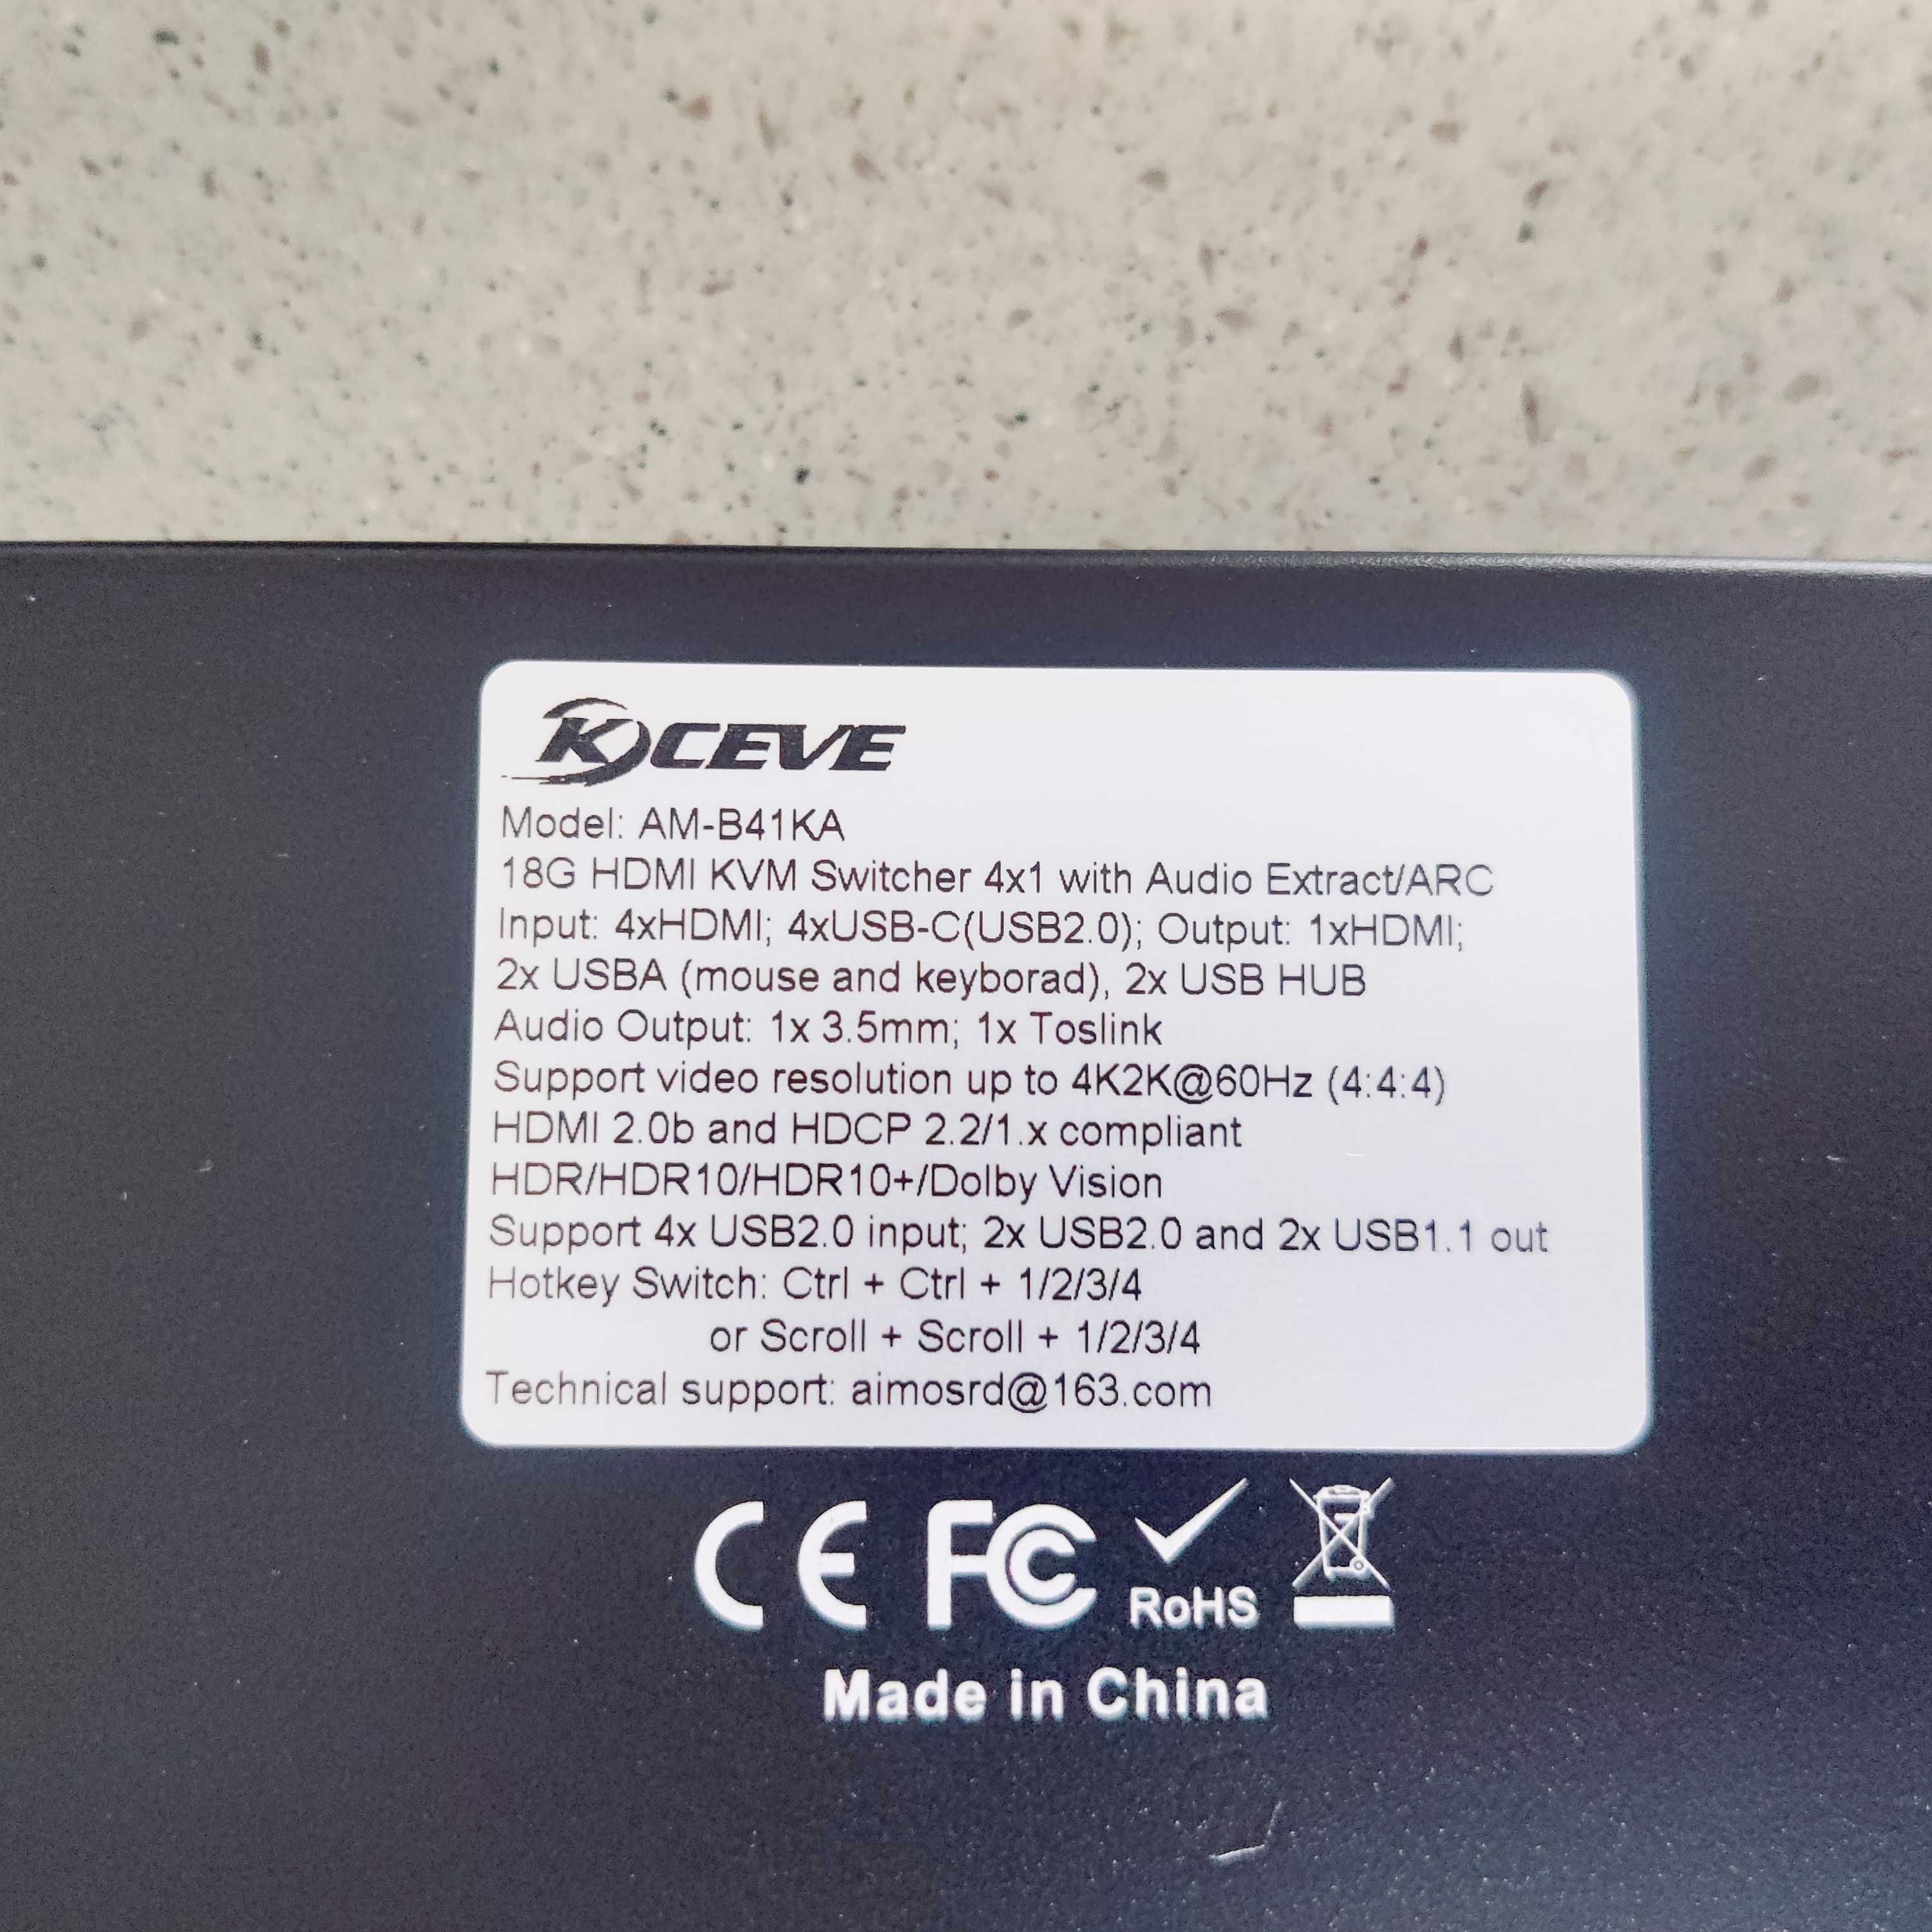 KCEVE
Model: AM-B41KA
18G HDMI KVM Switcher 4x1 with Audio Extract/ARC
Input: 4xHDMI; 4xUSB-C(USB2.0); Output: 1xHDMI;
2x USBA (mouse and keyborad), 2x USB HUB
Audio Output: 1x 3.5mm; 1x Toslink
Support video resolution up to 4K2K@60Hz (4:4:4)
HDMI 2.0b and HDCP 2.2/1.x compliant
HDR/HDR10/HDR10+/Dolby Vision
Support 4x USB2.0 input; 2x USB2.0 and 2x USB1.1 out
Hotkey Switch: Ctrl + Ctrl + 1/2/3/4
or Scroll + Scroll + 1/2/3/4
Technical support: aimosrd@163.com
CE FC RoHS
Made in China